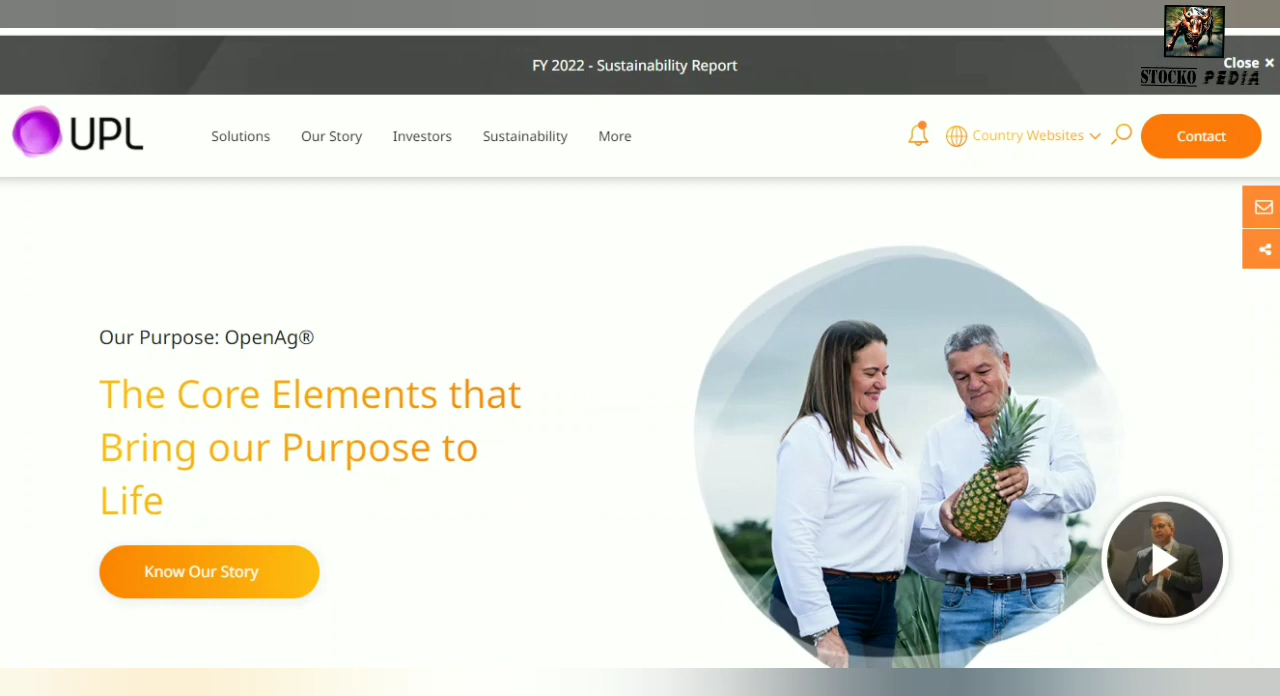 FY 2022 - Sustainability Report
Close ×
STOCKO PEDIA
UPL
Solutions
Our Story
Investors
Sustainability
More
Country Websites
Contact
Our Purpose: OpenAg®
The Core Elements that
Bring our Purpose to
Life
Know Our Story